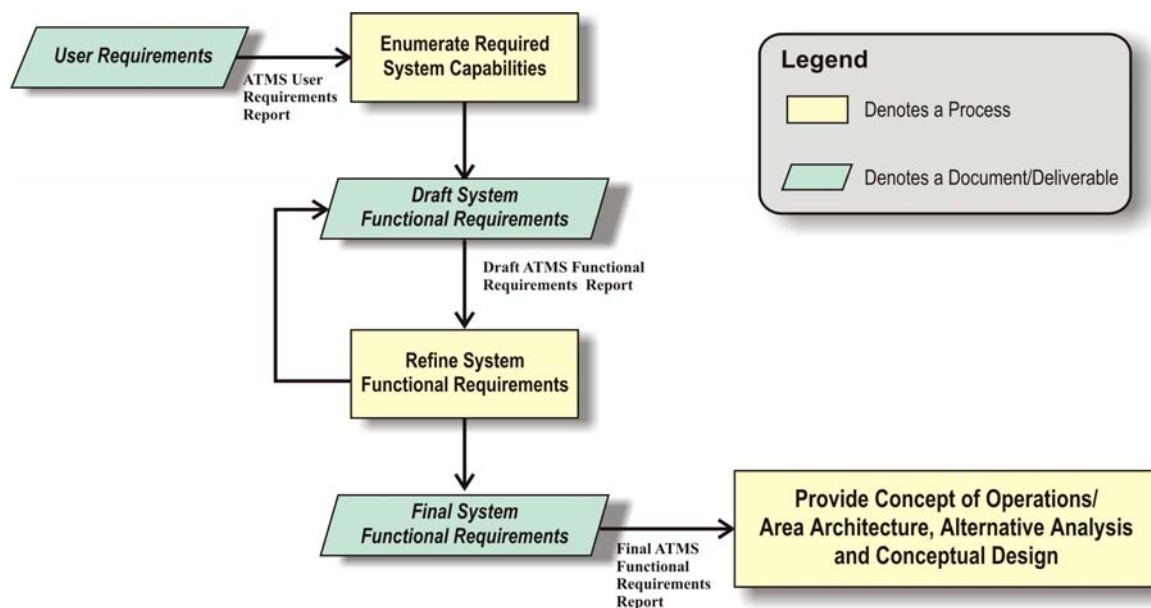 User Requirements
ATMS User
Requirements
Report
Enumerate Required
System Capabilities
Legend
Denotes a Process
Denotes a Document/Deliverable
Draft System
Functional Requirements
Draft ATMS Functional
Requirements Report
Refine System
Functional Requirements
Final System
Functional Requirements
Final ATMS
Functional
Requirements
Report
Provide Concept of Operations/
Area Architecture, Alternative Analysis
and Conceptual Design